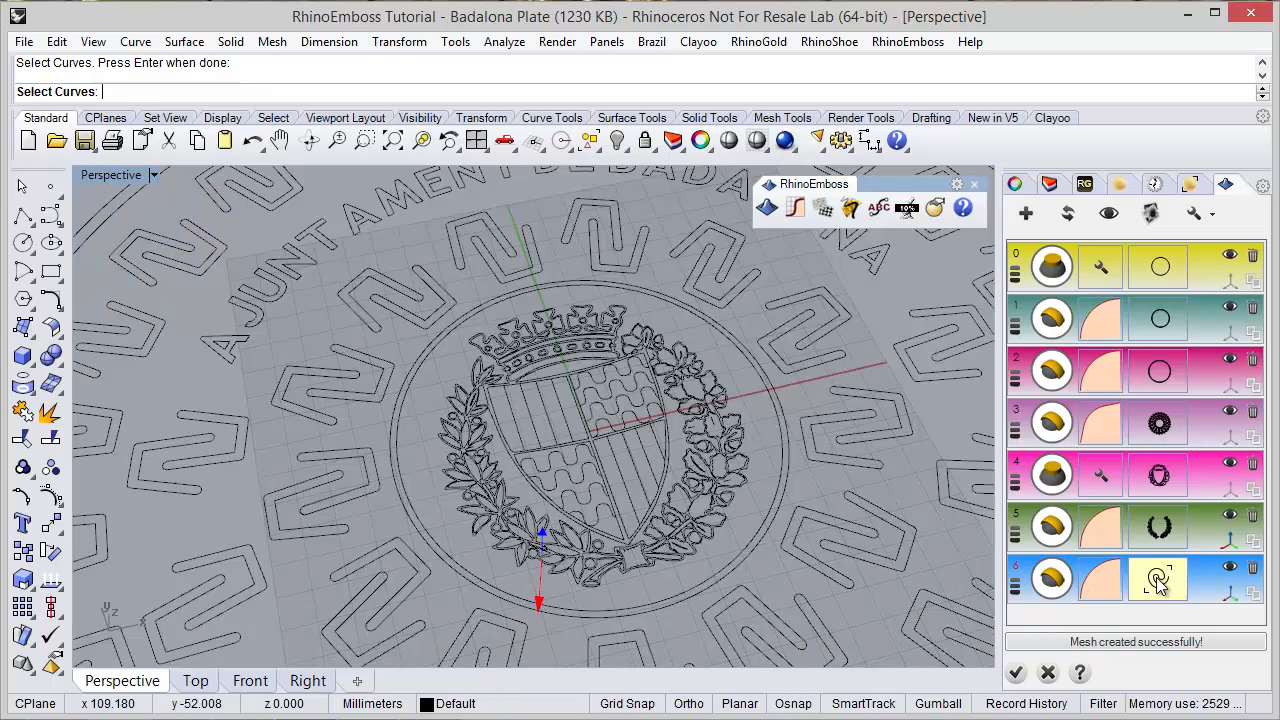 RhinoEmboss Tutorial - Badalona Plate (1230 KB) - Rhinoceros Not For Resale Lab (64-bit) - [Perspective]
File Edit View Curve Surface Solid Mesh Dimension Transform Tools Analyze Render Panels Brazil Clayoo RhinoGold RhinoShoe RhinoEmboss Help
Select Curves. Press Enter when done:
Select Curves:
Standard CPlanes Set View Display Select Viewport Layout Visibility Transform Curve Tools Surface Tools Solid Tools Mesh Tools Render Tools Drafting New in V5 Clayoo
Perspective
RhinoEmboss
RG
ABC 10%
AJUNTAMENT DE BADA NA
0
1
2
3
4
5
6
Mesh created successfully!
Perspective Top Front Right
CPlane x 109.180 y -52.008 z 0.000 Millimeters Default Grid Snap Ortho Planar Osnap SmartTrack Gumball Record History Filter Memory use: 2529 ...